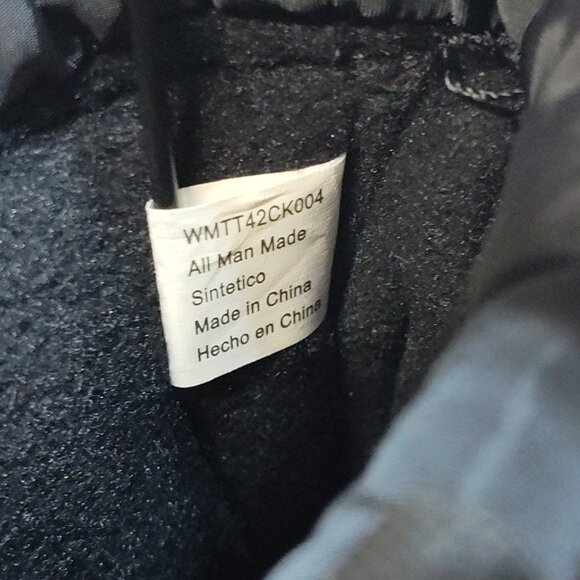 WMTT42CK004
All Man Made
Sintetico
Made in China
Hecho en China